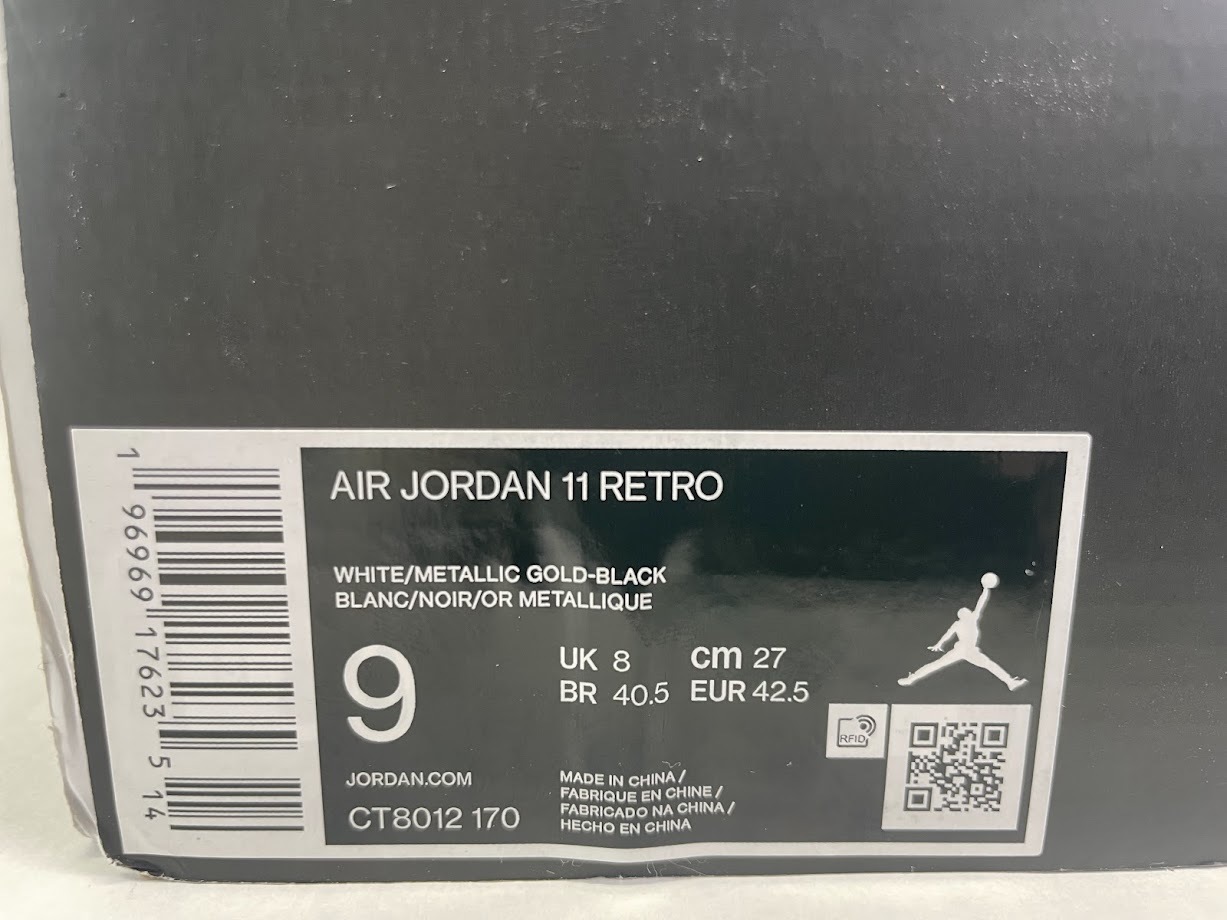 1 96969 17623 5 14
AIR JORDAN 11 RETRO
WHITE/METALLIC GOLD-BLACK
BLANC/NOIR/OR METALLIQUE
9
UK 8 cm 27
BR 40.5 EUR 42.5
RFID
JORDAN.COM
CT8012 170
MADE IN CHINA /
FABRIQUE EN CHINE /
FABRICADO NA CHINA /
HECHO EN CHINA